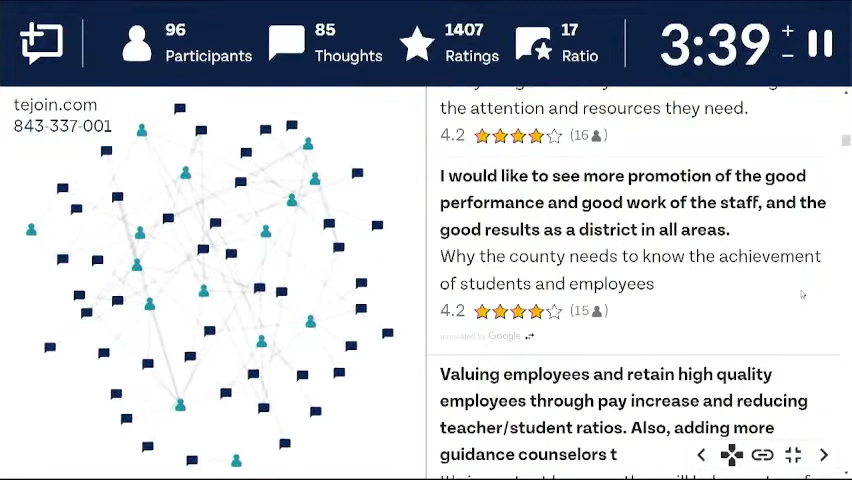 96
Participants
85
Thoughts
1407
Ratings
17
Ratio
3:39
+
−
tejoin.com
843-337-001
the attention and resources they need.
4.2 (16)
I would like to see more promotion of the good
performance and good work of the staff, and the
good results as a district in all areas.
Why the county needs to know the achievement
of students and employees
4.2 (15)
translated by Google
Valuing employees and retain high quality
employees through pay increase and reducing
teacher/student ratios. Also, adding more
guidance counselors t